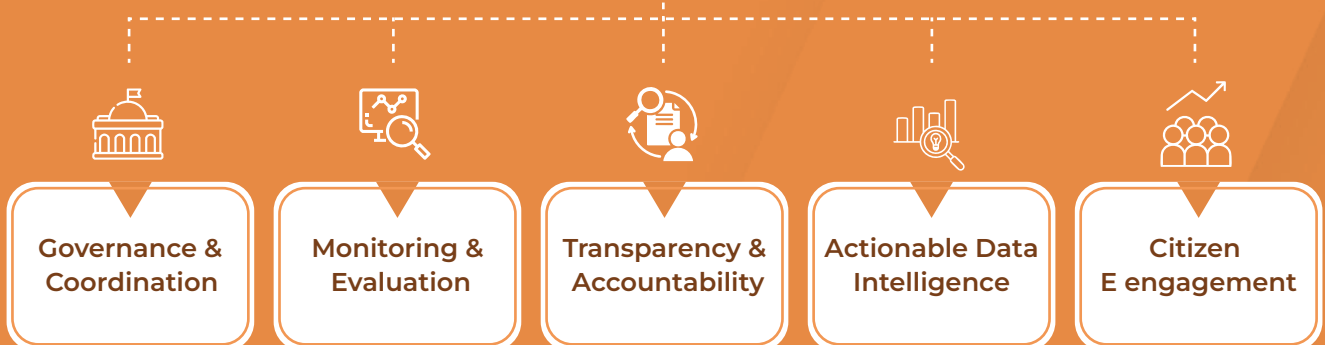 Governance &
Coordination
Monitoring &
Evaluation
Transparency &
Accountability
Actionable Data
Intelligence
Citizen
E engagement